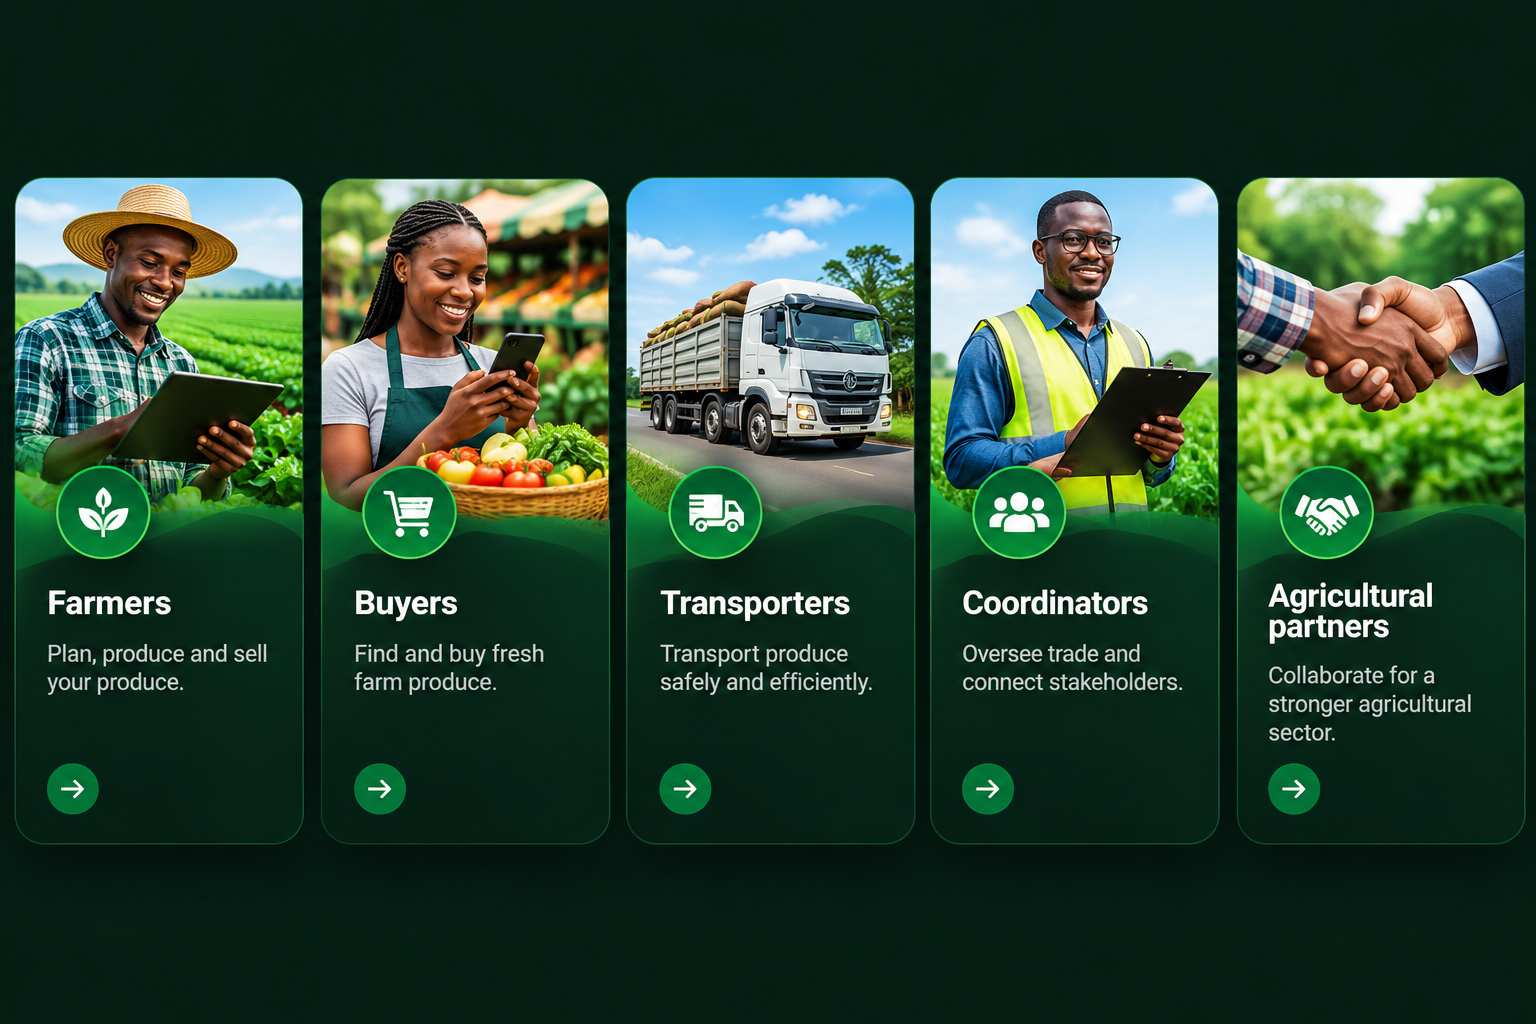 Farmers
Plan, produce and sell
your produce.
Buyers
Find and buy fresh
farm produce.
Transporters
Transport produce
safely and efficiently.
Coordinators
Oversee trade and
connect stakeholders.
Agricultural
partners
Collaborate for a
stronger agricultural
sector.